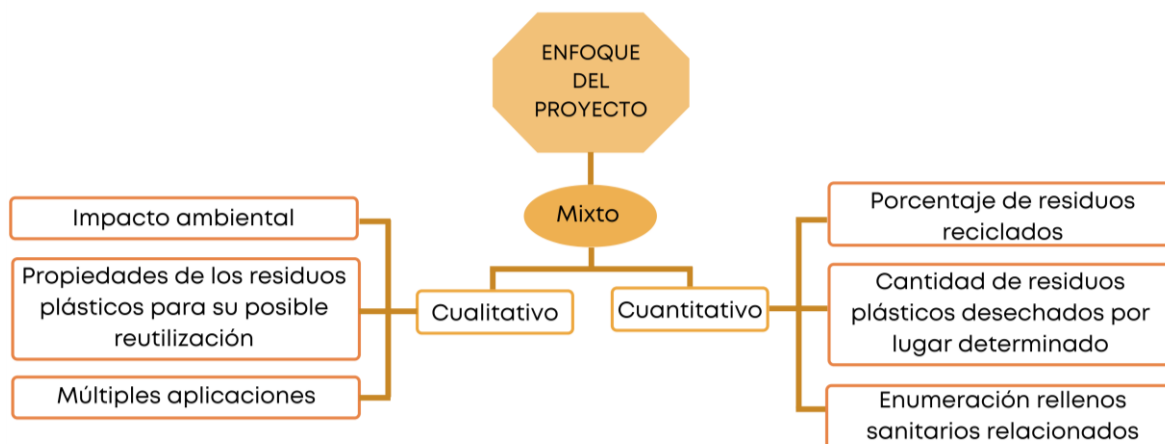 ENFOQUE
DEL
PROYECTO
Mixto
Cualitativo
Impacto ambiental
Propiedades de los residuos
plásticos para su posible
reutilización
Múltiples aplicaciones
Cuantitativo
Porcentaje de residuos
reciclados
Cantidad de residuos
plásticos desechados por
lugar determinado
Enumeración rellenos
sanitarios relacionados